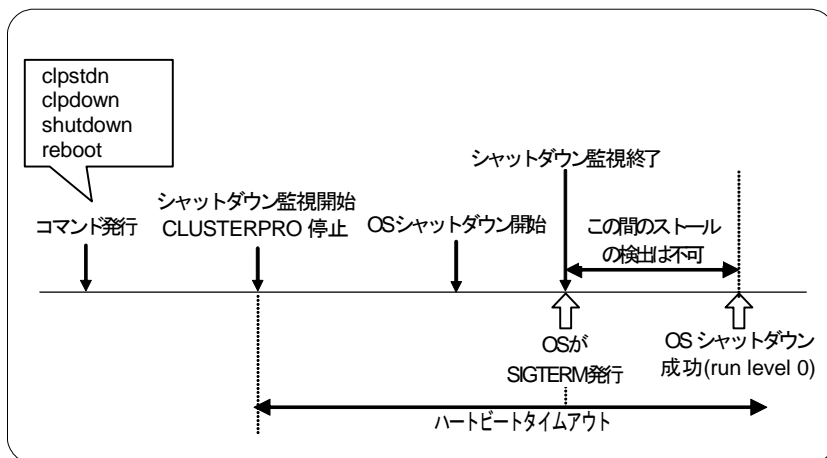 clpstdn
clpdown
shutdown
reboot
シャットダウン監視終了
シャットダウン監視開始
CLUSTERPRO 停止
コマンド発行
OSシャットダウン開始
この間のストール
の検出は不可
OSが
SIGTERM発行
OS シャットダウン
成功(run level 0)
ハートビートタイムアウト